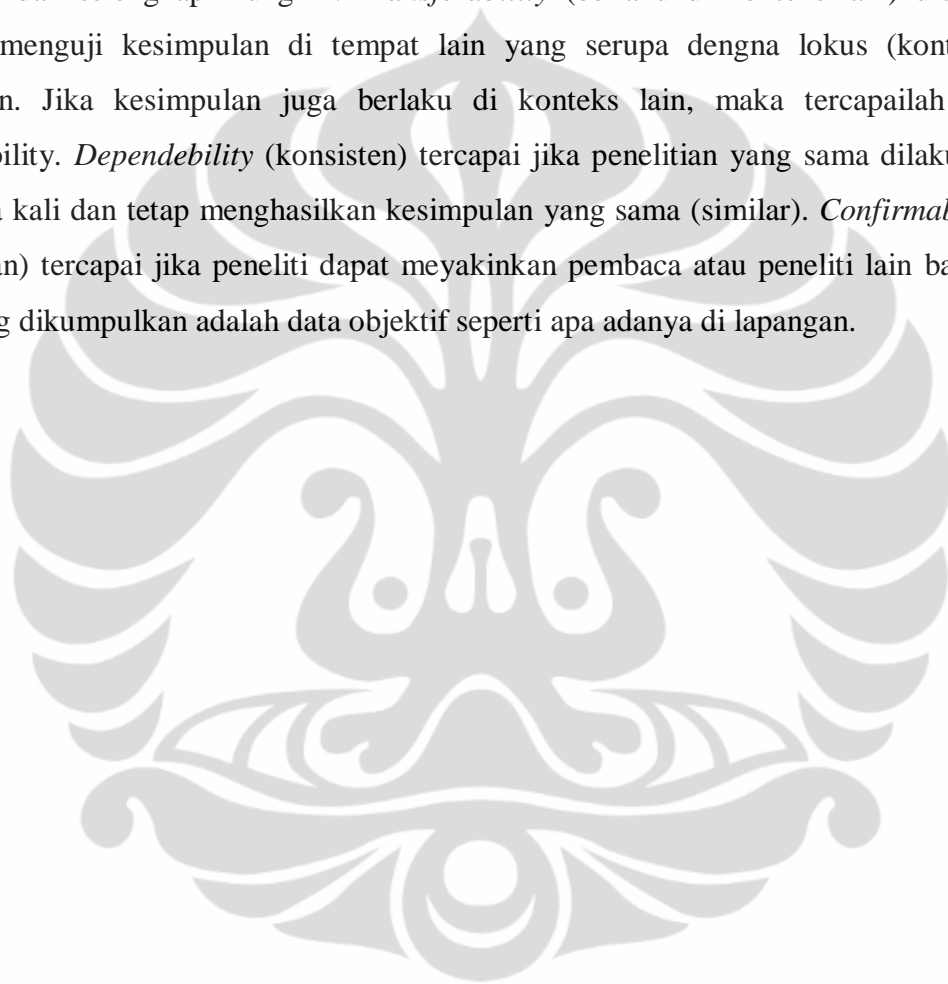 menguji kesimpulan di tempat lain yang serupa dengna lokus (kont
n. Jika kesimpulan juga berlaku di konteks lain, maka tercapailah
bility. Dependebility (konsisten) tercapai jika penelitian yang sama dilaku
a kali dan tetap menghasilkan kesimpulan yang sama (similar). Confirmab
an) tercapai jika peneliti dapat meyakinkan pembaca atau peneliti lain ba
g dikumpulkan adalah data objektif seperti apa adanya di lapangan.